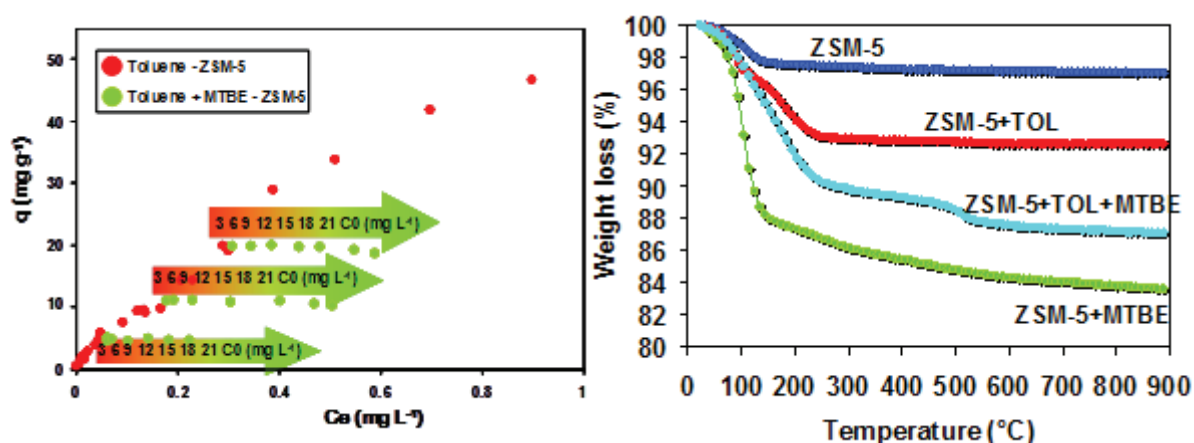 50
40
30
20
10
0
q (mg g-1)
Toluene -ZSM-5
Toluene + MTBE - ZSM-5
3 6 9 12 15 18 21 C0 (mg L-1)
3 6 9 12 15 18 21 C0 (mg L-1)
3 6 9 12 15 18 21 C0 (mg L-1)
0 0.2 0.4 0.6 0.8 1
Ce (mg L-1)
100
98
96
94
92
90
88
86
84
82
80
Weight loss (%)
ZSM-5
ZSM-5+TOL
ZSM-5+TOL+MTBE
ZSM-5+MTBE
0 100 200 300 400 500 600 700 800 900
Temperature (°C)